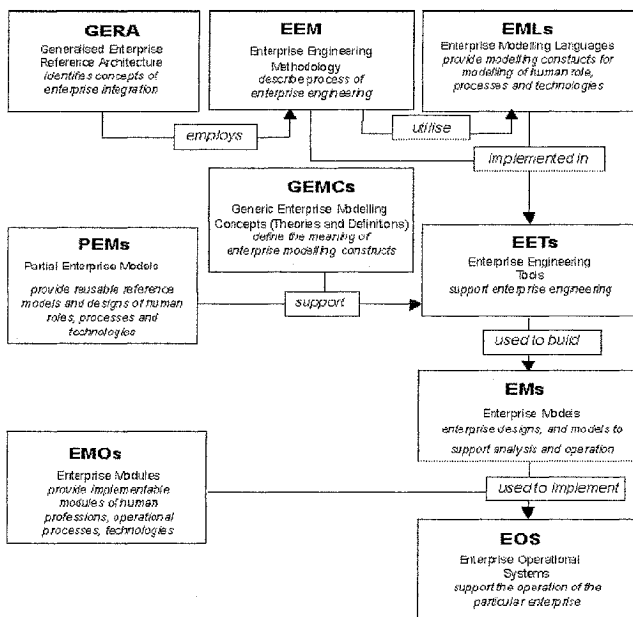 GERA
Generalised Enterprise
Reference Architecture
identifies concepts of
enterprise integration
EEM
Enterprise Engineering
Methodology
describe process of
enterprise engineering
EMLs
Enterprise Modelling Languages
provide modelling constructs for
modelling of human role,
processes and technologies
employs
utilise
implemented in
GEMCs
Generic Enterprise Modelling
Concepts (Theories and Definitions)
define the meaning of
enterprise modelling constructs
PEMs
Partial Enterprise Models
provide reusable reference
models and designs of human
roles, processes and
technologies
support
EETs
Enterprise Engineering
Tools
support enterprise engineering
used to build
EMs
Enterprise Models
enterprise designs, and models to
support analysis and operation
EMOs
Enterprise Modules
provide implementable
modules of human
professions, operational
processes, technologies
used to implement
EOS
Enterprise Operational
Systems
support the operation of the
particular enterprise